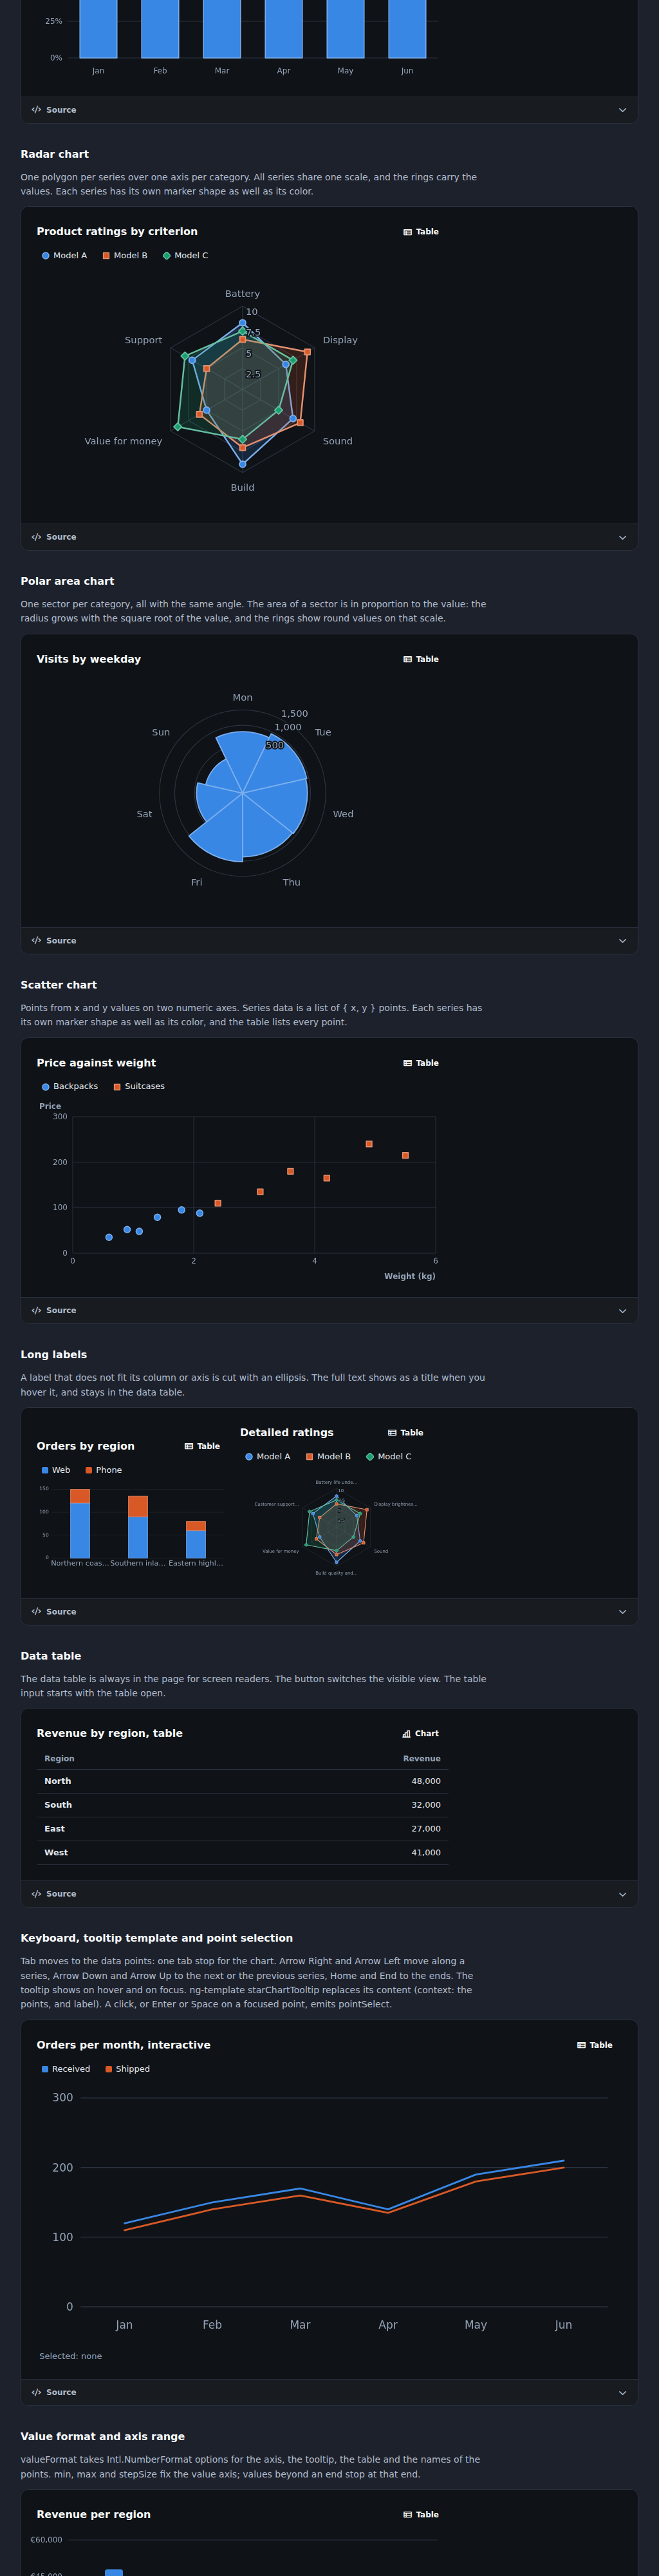 25%
0%
Jan Feb Mar Apr May Jun
Source
Radar chart
One polygon per series over one axis per category. All series share one scale, and the rings carry the
values. Each series has its own marker shape as well as its color.
Product ratings by criterion Table
Model A Model B Model C
Battery
10
7.5
Support Display
5
2.5
Value for money Sound
Build
Source
Polar area chart
One sector per category, all with the same angle. The area of a sector is in proportion to the value: the
radius grows with the square root of the value, and the rings show round values on that scale.
Visits by weekday Table
Mon
1,500
1,000
Sun Tue
500
Sat Wed
Fri Thu
Source
Scatter chart
Points from x and y values on two numeric axes. Series data is a list of { x, y } points. Each series has
its own marker shape as well as its color, and the table lists every point.
Price against weight Table
Backpacks Suitcases
Price
300
200
100
0
0 2 4 6
Weight (kg)
Source
Long labels
A label that does not fit its column or axis is cut with an ellipsis. The full text shows as a title when you
hover it, and stays in the data table.
Detailed ratings Table
Orders by region Table
Model A Model B Model C
Web Phone
150
100
50
0
Northern coas... Southern inla... Eastern highl...
Battery life unde...
10
Customer support... Display brightnes...
Value for money Sound
Build quality and...
Source
Data table
The data table is always in the page for screen readers. The button switches the visible view. The table
input starts with the table open.
Revenue by region, table Chart
Region Revenue
North 48,000
South 32,000
East 27,000
West 41,000
Source
Keyboard, tooltip template and point selection
Tab moves to the data points: one tab stop for the chart. Arrow Right and Arrow Left move along a
series, Arrow Down and Arrow Up to the next or the previous series, Home and End to the ends. The
tooltip shows on hover and on focus. ng-template starChartTooltip replaces its content (context: the
points, and label). A click, or Enter or Space on a focused point, emits pointSelect.
Orders per month, interactive Table
Received Shipped
300
200
100
0
Jan Feb Mar Apr May Jun
Selected: none
Source
Value format and axis range
valueFormat takes Intl.NumberFormat options for the axis, the tooltip, the table and the names of the
points. min, max and stepSize fix the value axis; values beyond an end stop at that end.
Revenue per region Table
€60,000